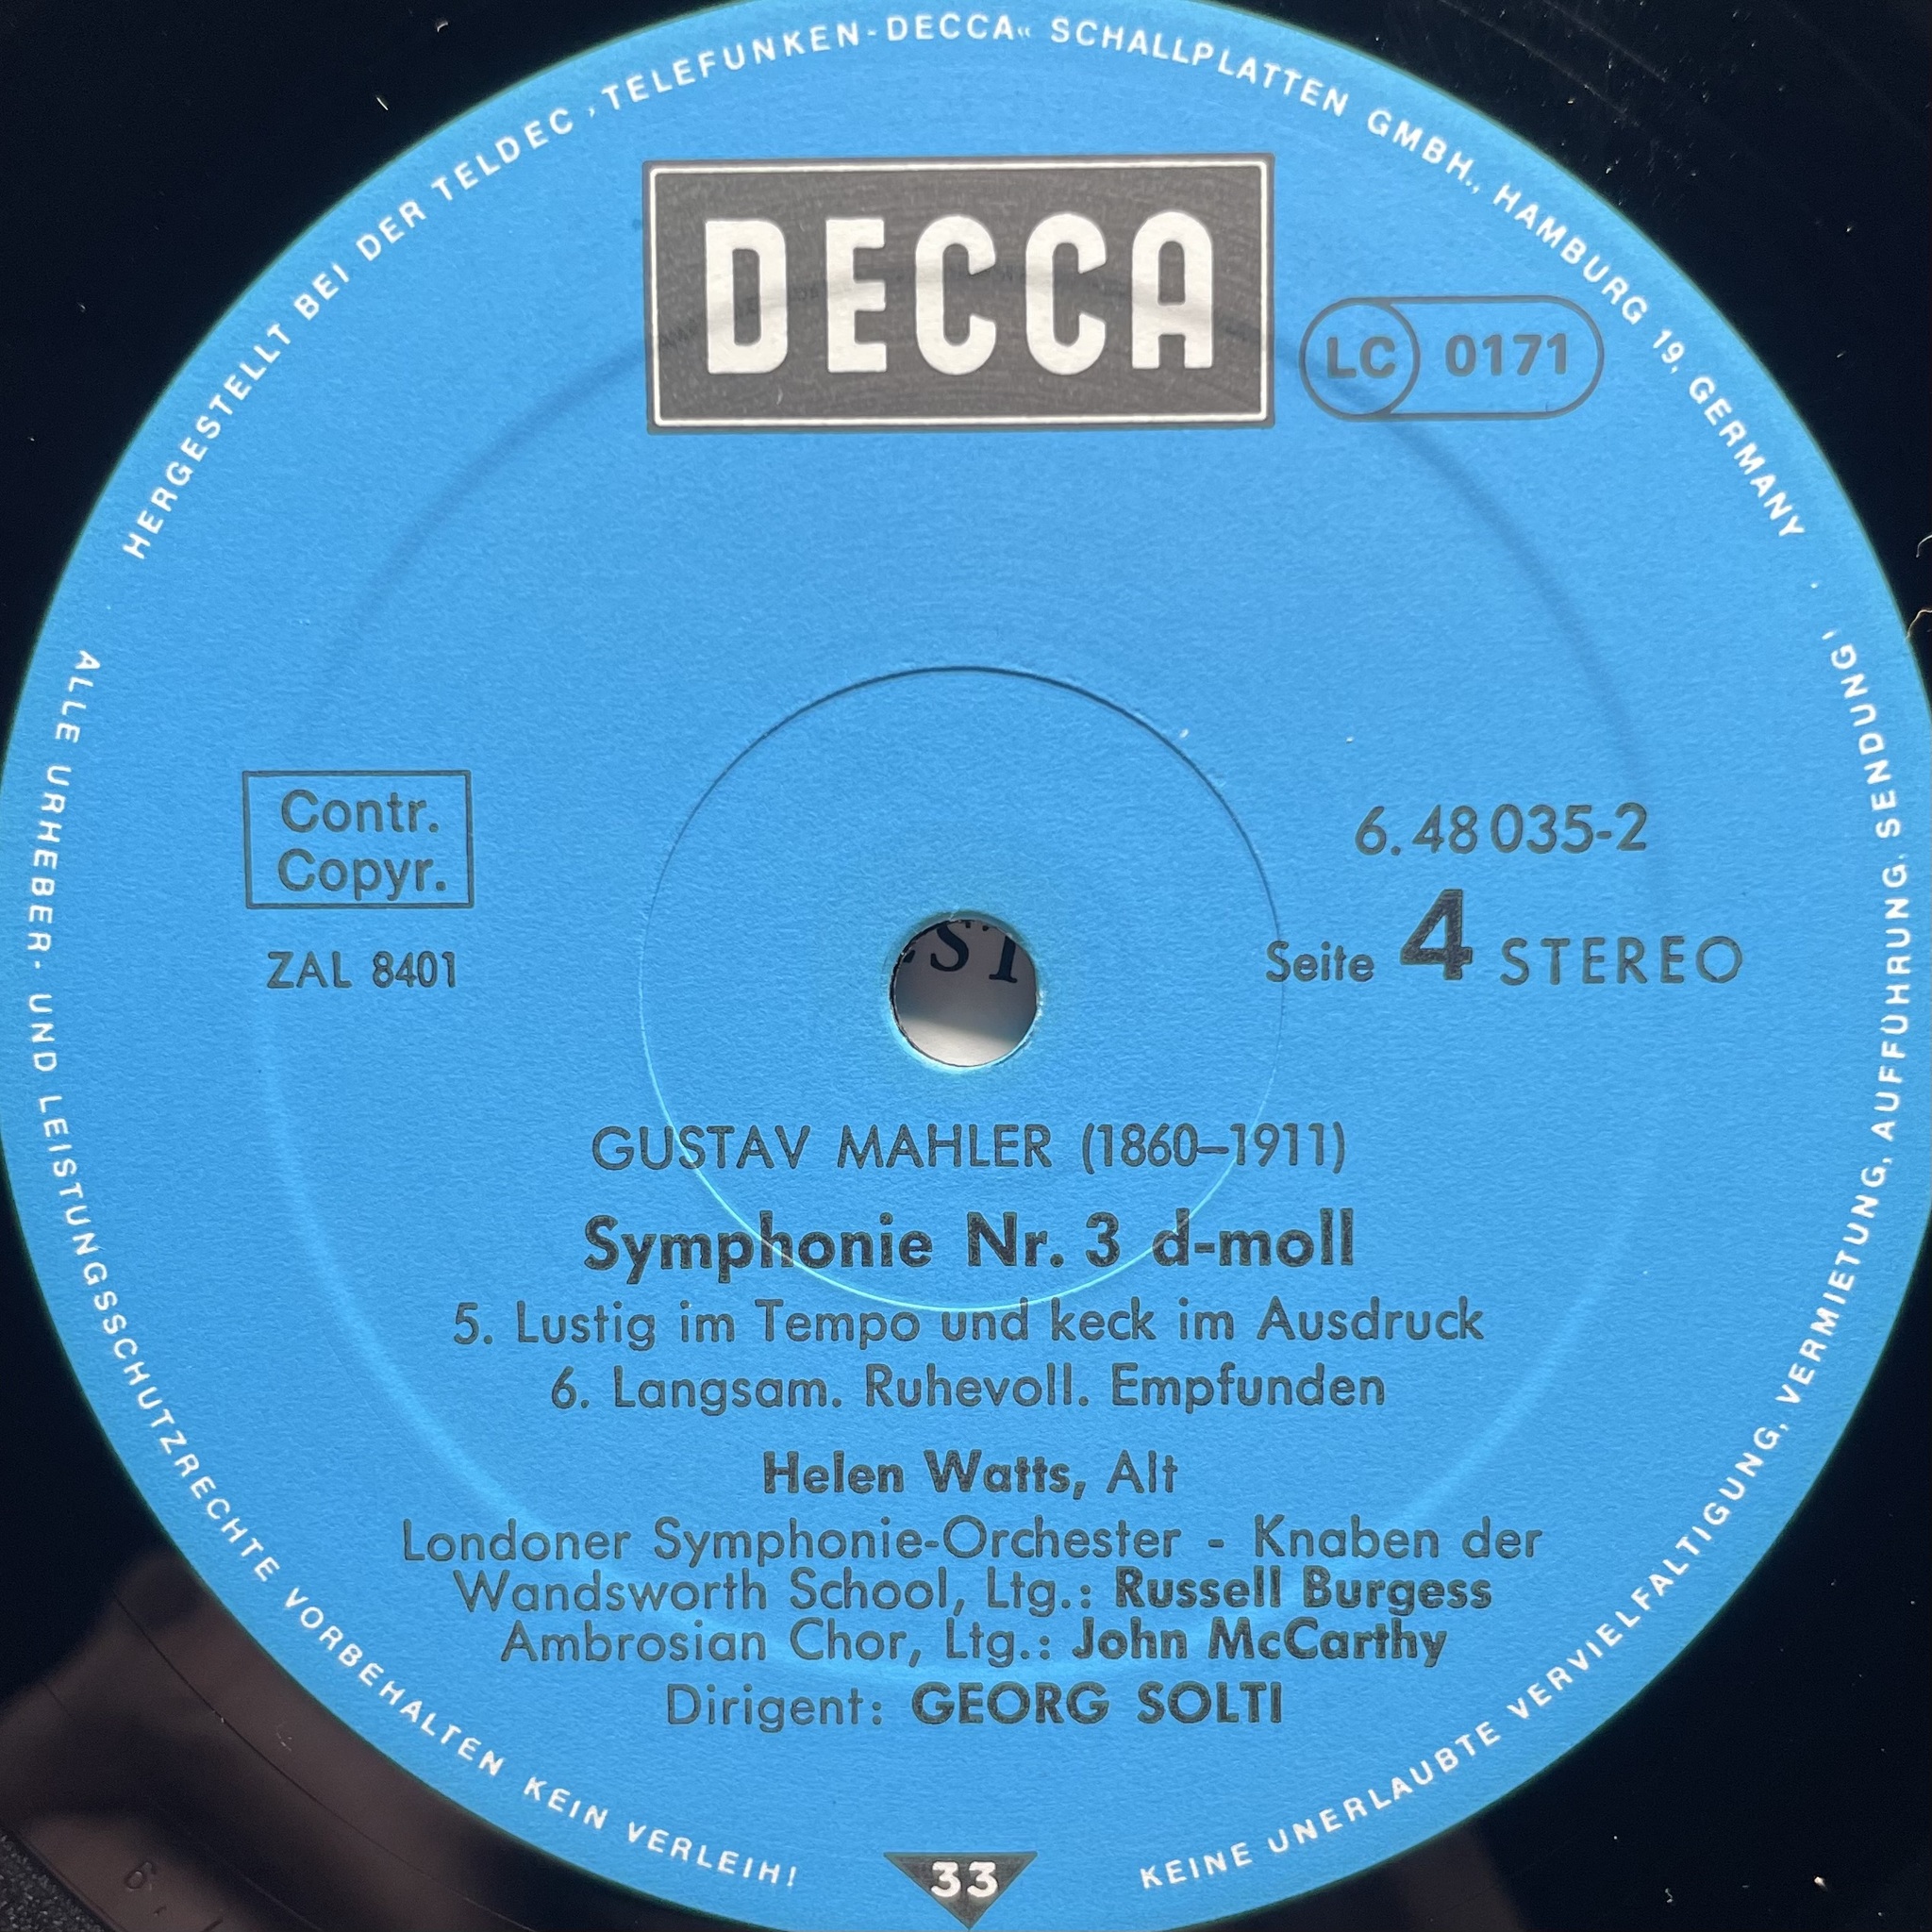 HERGESTELLT BEI DER TELDEC „TELEFUNKEN-DECCA“ SCHALLPLATTEN GMBH., HAMBURG 19, GERMANY
DECCA
LC 0171
Contr.
Copyr.
ZAL 8401
6.48035-2
Seite 4 STEREO
GUSTAV MAHLER (1860–1911)
Symphonie Nr. 3 d-moll
5. Lustig im Tempo und keck im Ausdruck
6. Langsam. Ruhevoll. Empfunden
Helen Watts, Alt
Londoner Symphonie-Orchester - Knaben der
Wandsworth School, Ltg.: Russell Burgess
Ambrosian Chor, Ltg.: John McCarthy
Dirigent: GEORG SOLTI
33
ALLE URHEBER- UND LEISTUNGSSCHUTZRECHTE VORBEHALTEN KEIN VERLEIH!
KEINE UNERLAUBTE VERVIELFALTIGUNG, VERMIETUNG, AUFFÜHRUNG, SENDUNG!